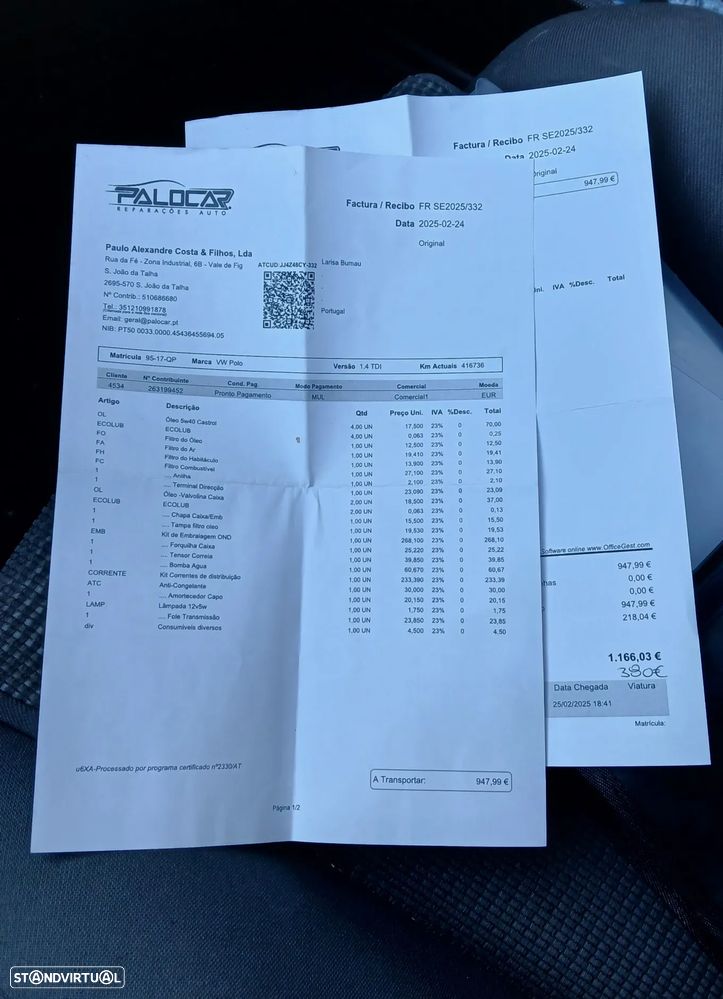 Factura / Recibo FR SE2025/332
Data 2025-02-24
Original
947,99 €
Uni. IVA %Desc. Total
PALOCAR.
REPARAÇÕES AUTO
Factura / Recibo FR SE2025/332
Data 2025-02-24
Original
Paulo Alexandre Costa & Filhos, Lda
Rua da Fé - Zona Industrial, 6B - Vale de Fig
S. João da Talha
2695-570 S. João da Talha
Nº Contrib.: 510686680
Tel.: 351210991878
Email: geral@palocar.pt
NIB: PT50 0033.0000.45436455694.05
ATCUD:JJ4Z48CY-332
Larisa Bumau
Portugal
Matrícula 95-17-QP Marca VW Polo Versão 1.4 TDI Km Actuais 416736
Cliente Nº Contribuinte Cond. Pag Modo Pagamento Comercial Moeda
4534 263199452 Pronto Pagamento MUL Comercial1 EUR
Artigo Descrição Qtd Preço Uni. IVA %Desc. Total
OL Óleo 5w40 Castrol 4,00 UN 17,500 23% 0 70,00
ECOLUB ECOLUB 4,00 UN 0,063 23% 0 0,25
FO Filtro do Óleo 1,00 UN 12,500 23% 0 12,50
FA Filtro do Ar 1,00 UN 19,410 23% 0 19,41
FH Filtro do Habitáculo 1,00 UN 13,900 23% 0 13,90
FC Filtro Combustível 1,00 UN 27,100 23% 0 27,10
1 .... Anilha 1,00 UN 2,100 23% 0 2,10
1 .... Terminal Direcção 1,00 UN 23,090 23% 0 23,09
OL Óleo -Valvolina Caixa 2,00 UN 18,500 23% 0 37,00
ECOLUB ECOLUB 2,00 UN 0,063 23% 0 0,13
1 .... Chapa Caixa/Emb 1,00 UN 15,500 23% 0 15,50
1 .... Tampa filtro oleo 1,00 UN 19,530 23% 0 19,53
EMB Kit de Embraiagem OND 1,00 UN 268,100 23% 0 268,10
1 .... Forquilha Caixa 1,00 UN 25,220 23% 0 25,22
1 .... Tensor Correia 1,00 UN 39,850 23% 0 39,85
1 .... Bomba Agua 1,00 UN 60,670 23% 0 60,67
CORRENTE Kit Correntes de distribuição 1,00 UN 233,390 23% 0 233,39
ATC Anti-Congelante 1,00 UN 30,000 23% 0 30,00
1 .... Amortecedor Capo 1,00 UN 20,150 23% 0 20,15
LAMP Lâmpada 12v5w 1,00 UN 1,750 23% 0 1,75
1 .... Fole Transmissão 1,00 UN 23,850 23% 0 23,85
div Consumíveis diversos 1,00 UN 4,500 23% 0 4,50
u6XA-Processado por programa certificado nº2330/AT
A Transportar: 947,99 €
Página 1/2
Software online www.OfficeGest.com
947,99 €
0,00 €
0,00 €
947,99 €
218,04 €
1.166,03 €
380€
Data Chegada Viatura
25/02/2025 18:41
Matrícula:
STANDVIRTUAL